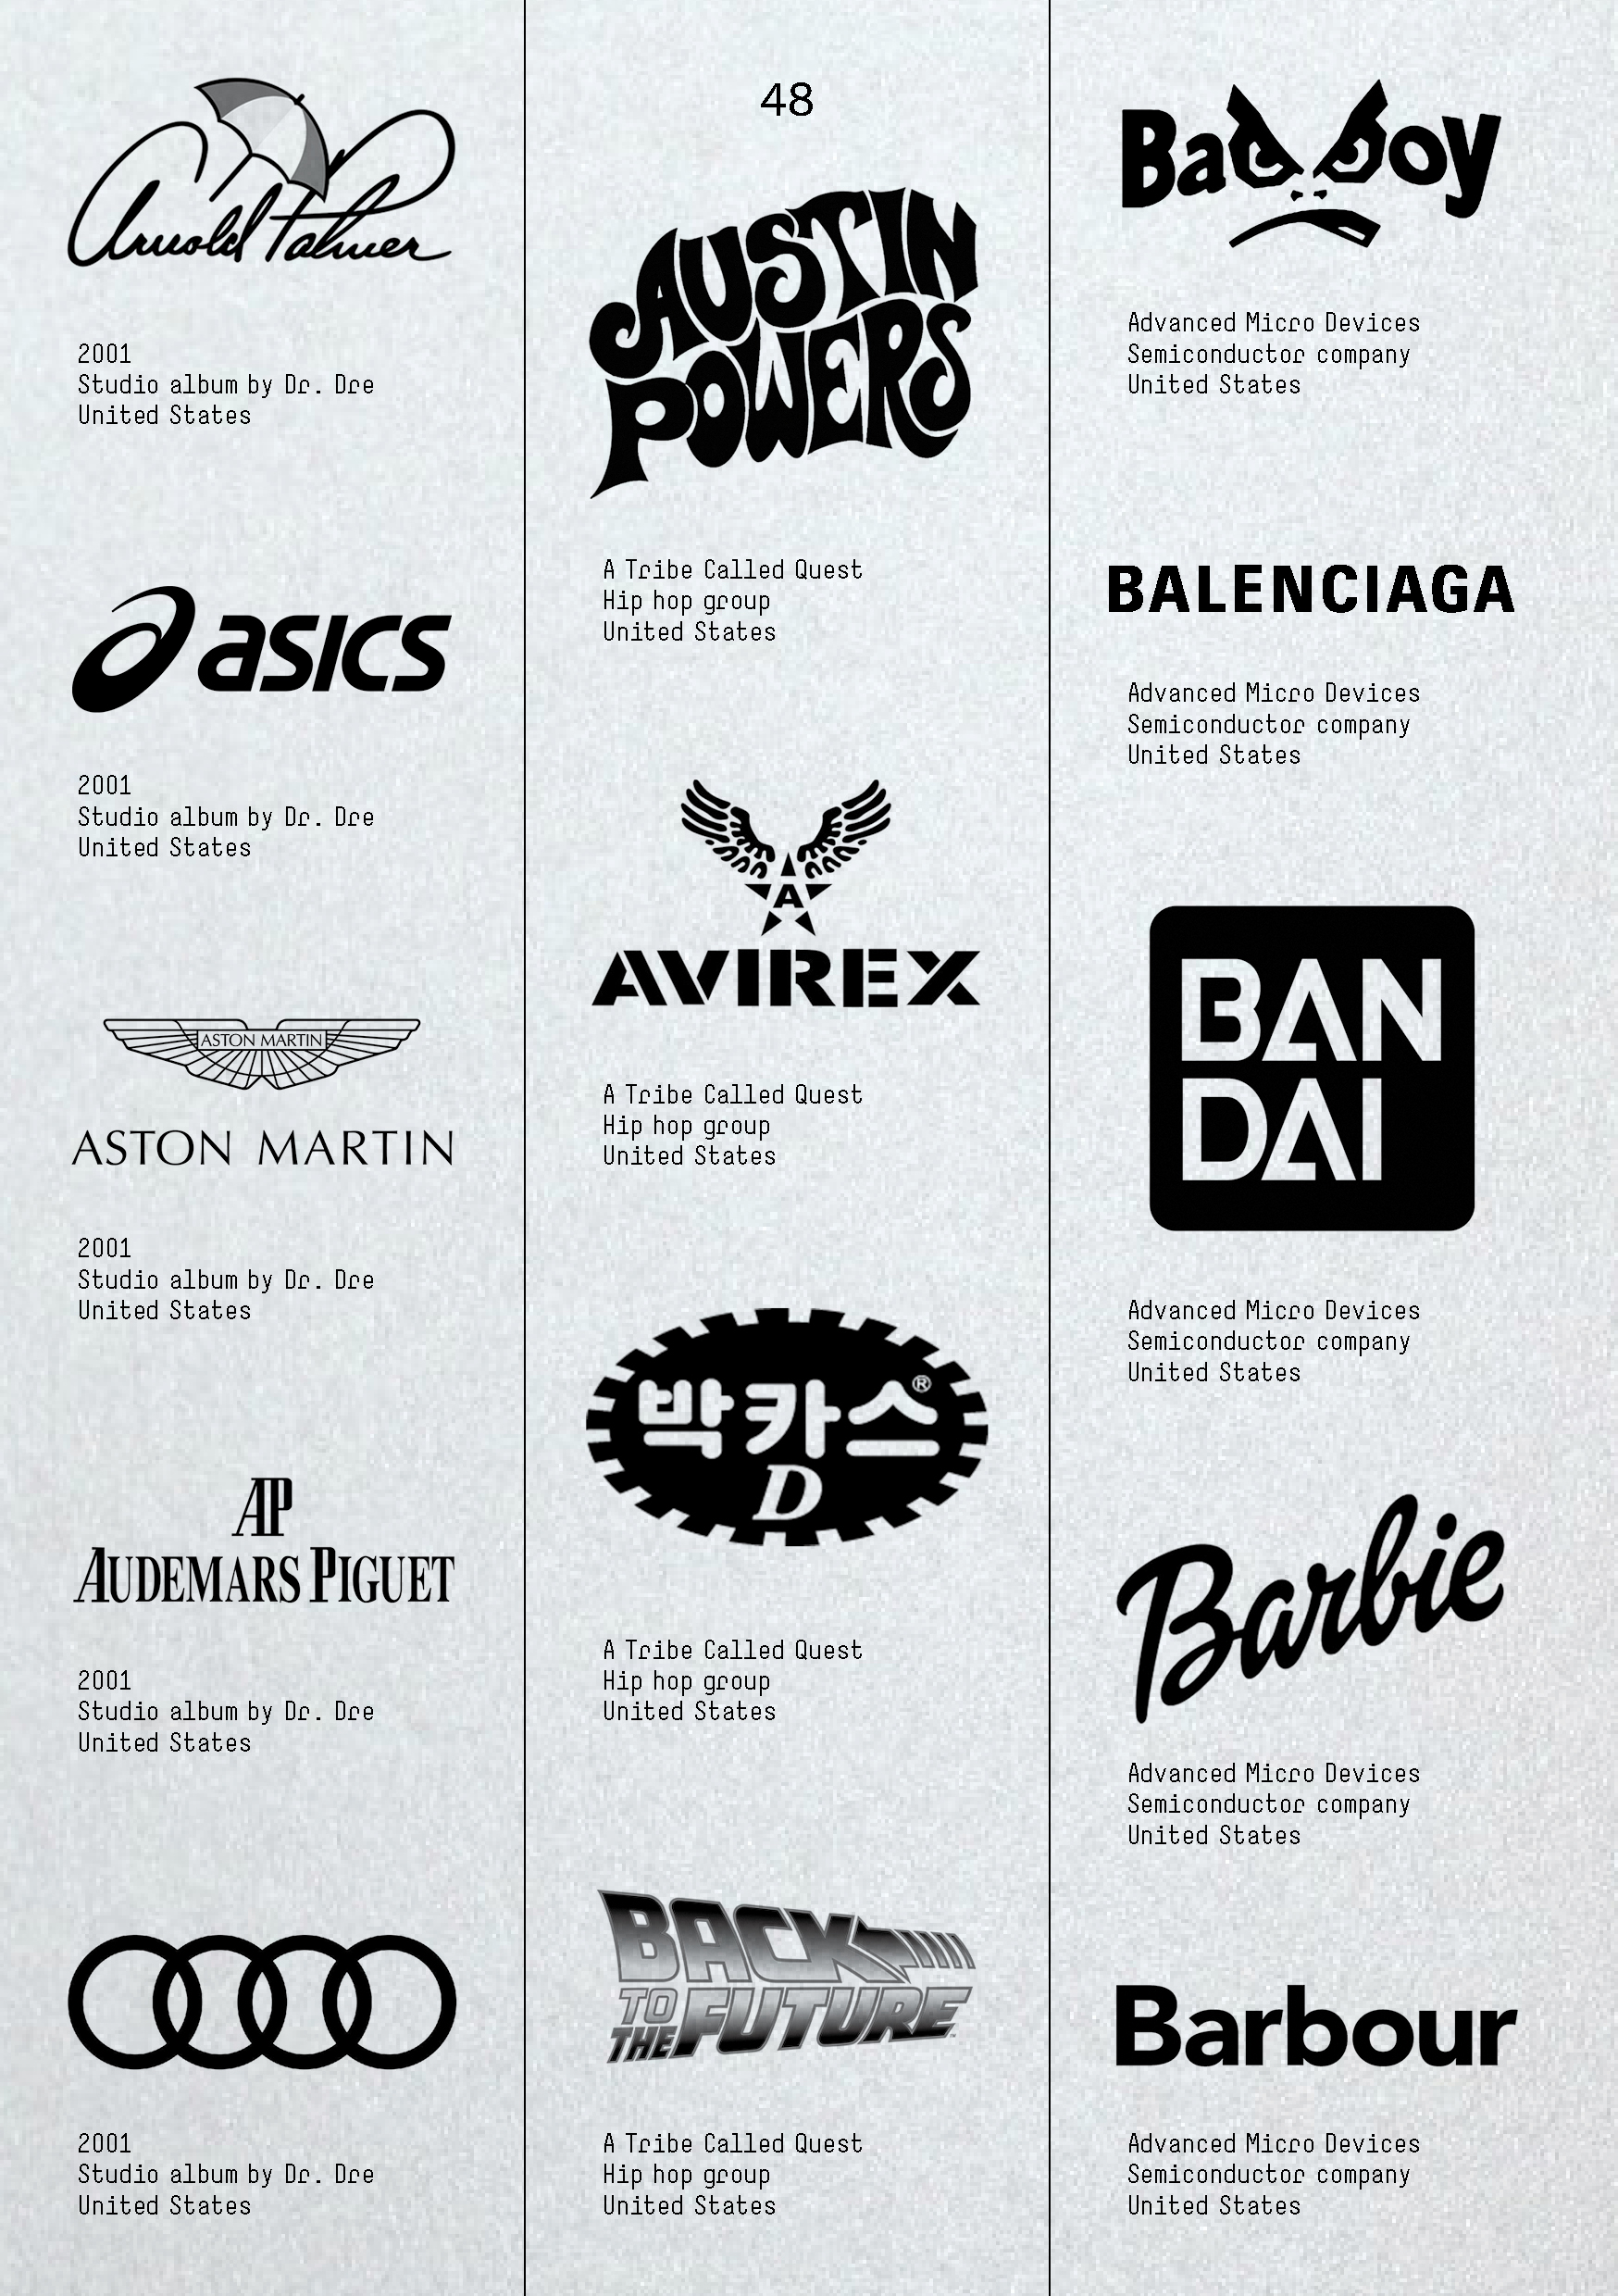 Arnold Palmer
2001
Studio album by Dr. Dre
United States
asics
2001
Studio album by Dr. Dre
United States
ASTON MARTIN
ASTON MARTIN
2001
Studio album by Dr. Dre
United States
AP
AUDEMARS PIGUET
2001
Studio album by Dr. Dre
United States
2001
Studio album by Dr. Dre
United States
48
AUSTIN
POWERS
A Tribe Called Quest
Hip hop group
United States
A
AVIREX
A Tribe Called Quest
Hip hop group
United States
박카스®
D
A Tribe Called Quest
Hip hop group
United States
BACK
TO
THE FUTURE
A Tribe Called Quest
Hip hop group
United States
Bad Boy
Advanced Micro Devices
Semiconductor company
United States
BALENCIAGA
Advanced Micro Devices
Semiconductor company
United States
BAN
DAI
Advanced Micro Devices
Semiconductor company
United States
Barbie
Advanced Micro Devices
Semiconductor company
United States
Barbour
Advanced Micro Devices
Semiconductor company
United States